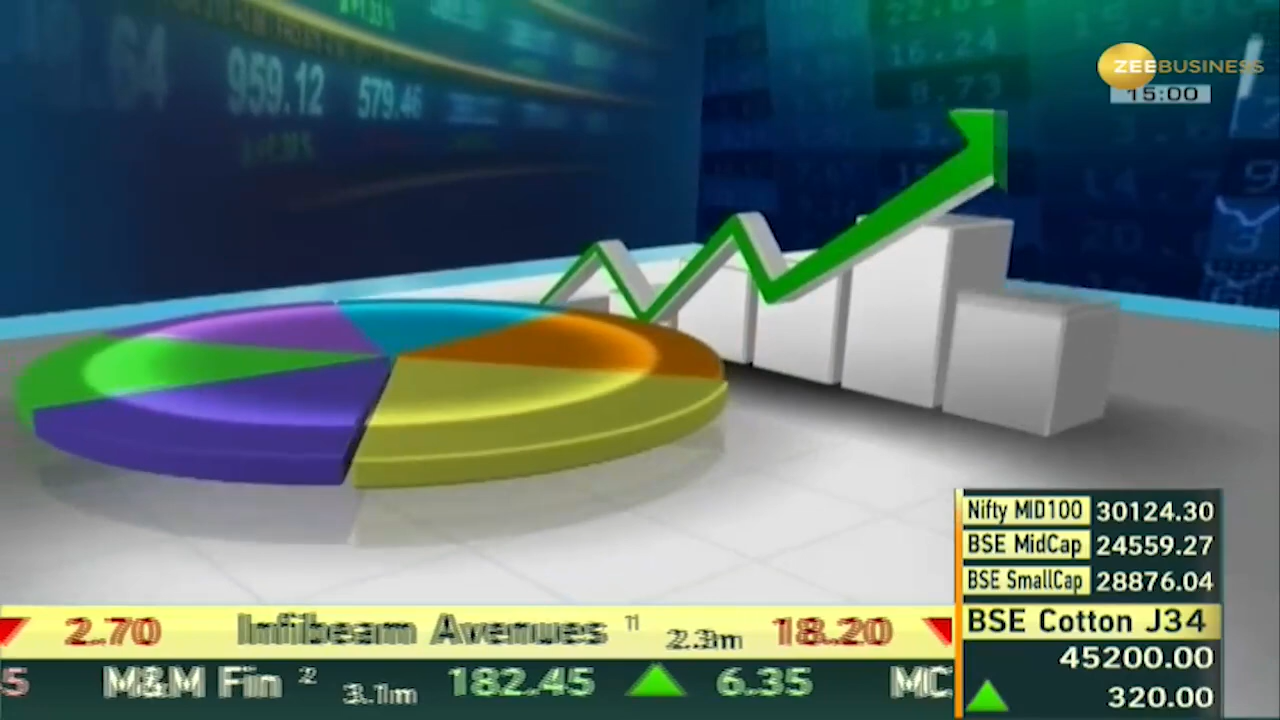 959.12 579.46
ZEEBUSINESS
15:00
Nifty MID100 30124.30
BSE MidCap 24559.27
BSE SmallCap 28876.04
BSE Cotton J34
45200.00
320.00
2.70 Infibeam Avenues 11 2.3m 18.20
M&M Fin 2 3.1m 182.45 6.35 MC